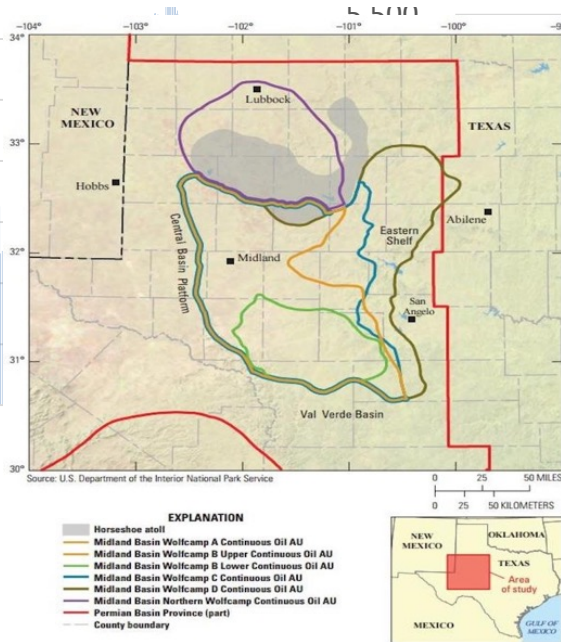 5,500
-104° -103° -102° -101° -100° -9
34°
Lubbock
NEW
MEXICO
TEXAS
33°
Hobbs
Abilene
Eastern
Shelf
Central Basin Platform
32°
Midland
San
Angelo
31°
Val Verde Basin
30°
Source: U.S. Department of the Interior National Park Service
0 25 50 MILES
0 25 50 KILOMETERS
EXPLANATION
Horseshoe atoll
Midland Basin Wolfcamp A Continuous Oil AU
Midland Basin Wolfcamp B Upper Continuous Oil AU
Midland Basin Wolfcamp B Lower Continuous Oil AU
Midland Basin Wolfcamp C Continuous Oil AU
Midland Basin Wolfcamp D Continuous Oil AU
Midland Basin Northern Wolfcamp Continuous Oil AU
Permian Basin Province (part)
County boundary
NEW
MEXICO
OKLAHOMA
TEXAS
Area
of study
MEXICO
GULF OF
MEXICO